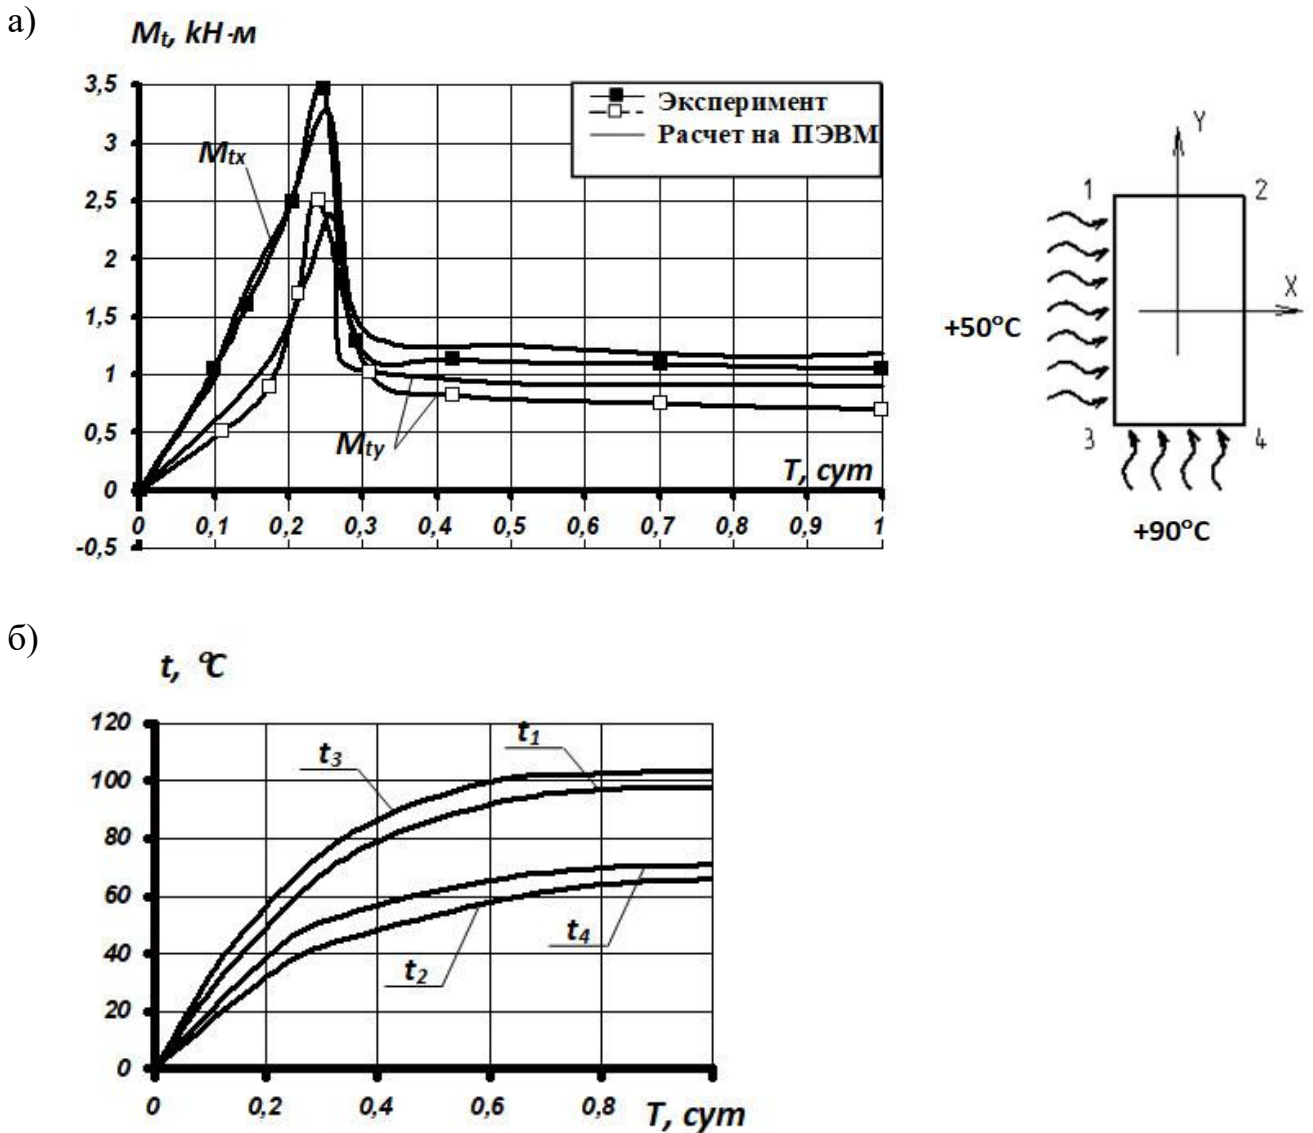 а)
Mt, kH·м
3,5
3
2,5
2
1,5
1
0,5
0
-0,5
Mtx
Mty
Эксперимент
Расчет на ПЭВМ
T, сут
0 0,1 0,2 0,3 0,4 0,5 0,6 0,7 0,8 0,9 1
Y
1 2
X
+50°C
3 4
+90°C
б)
t, °C
120
100
80
60
40
20
0
t3
t1
t4
t2
0 0,2 0,4 0,6 0,8
T, сут